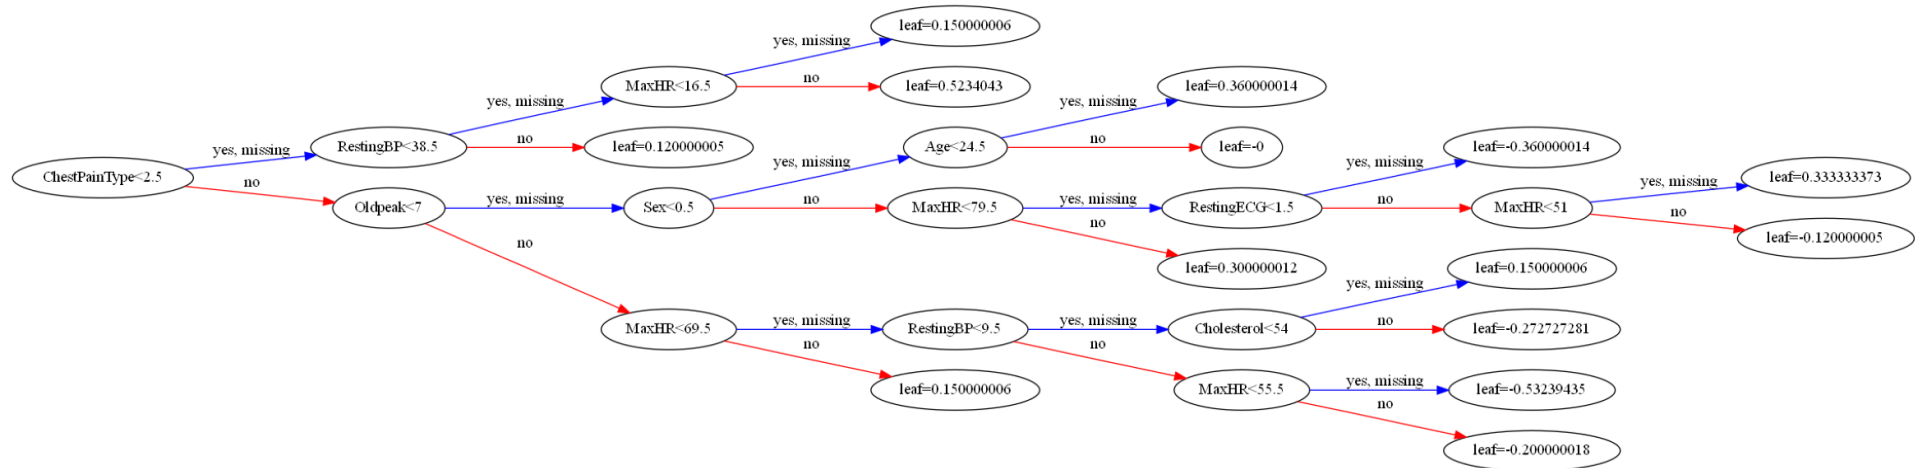 leaf=0.150000006
yes, missing
MaxHR<16.5
no
leaf=0.5234043
leaf=0.360000014
yes, missing
yes, missing
RestingBP<38.5
no
leaf=0.120000005
Age<24.5
no
leaf=-0
leaf=-0.360000014
yes, missing
yes, missing
yes, missing
ChestPainType<2.5
leaf=0.333333373
yes, missing
no
Oldpeak<7
yes, missing
Sex<0.5
no
MaxHR<79.5
yes, missing
RestingECG<1.5
no
MaxHR<51
no
leaf=-0.120000005
no
no
leaf=0.300000012
leaf=0.150000006
yes, missing
MaxHR<69.5
yes, missing
RestingBP<9.5
yes, missing
Cholesterol<54
no
leaf=-0.272727281
no
no
leaf=0.150000006
MaxHR<55.5
yes, missing
leaf=-0.53239435
no
leaf=-0.200000018